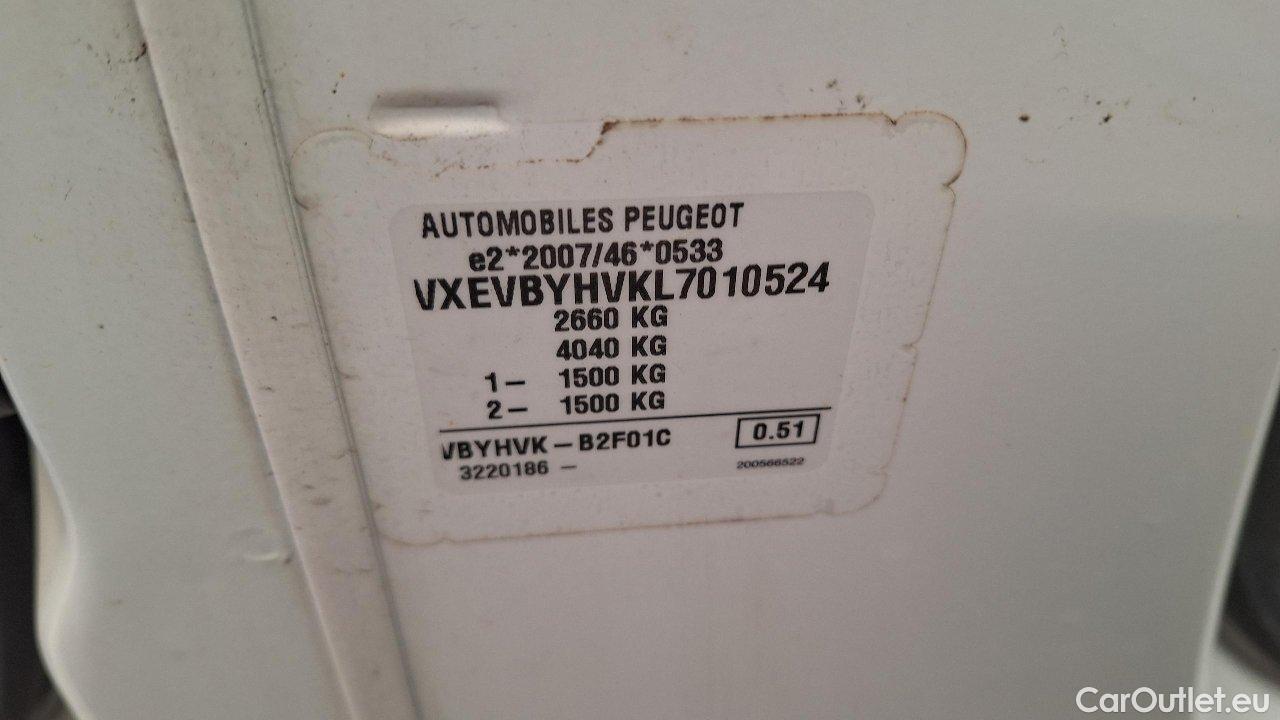 AUTOMOBILES PEUGEOT
e2*2007/46*0533
VXEVBYHVKL7010524
2660 KG
4040 KG
1- 1500 KG
2- 1500 KG
VBYHVK-B2F01C 0.51
3220186 - 200566522
CarOutlet.eu